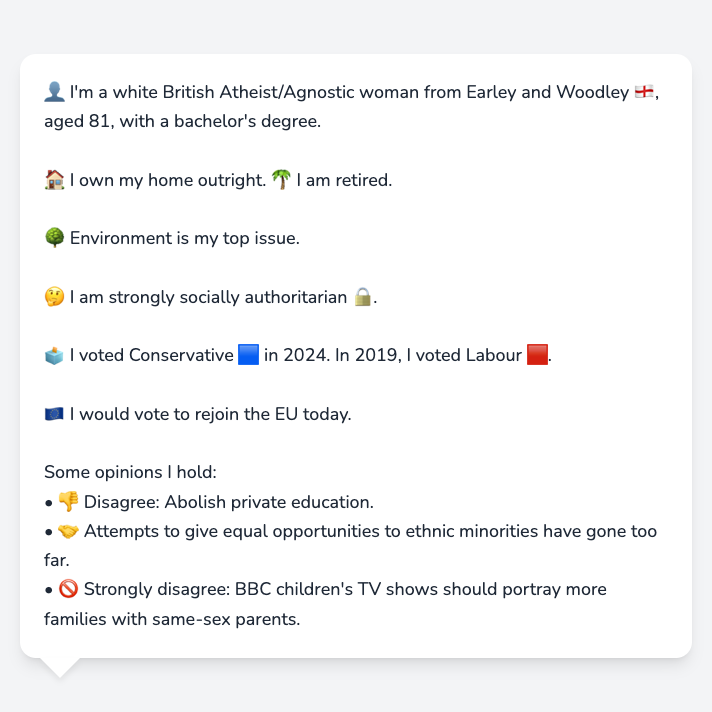 👤 I'm a white British Atheist/Agnostic woman from Earley and Woodley 🏴󠁧󠁢󠁥󠁮󠁧󠁿,
aged 81, with a bachelor's degree.
🏠 I own my home outright. 🌴 I am retired.
🌳 Environment is my top issue.
🤔 I am strongly socially authoritarian 🔒.
🗳️ I voted Conservative 🟦 in 2024. In 2019, I voted Labour 🟥.
🇪🇺 I would vote to rejoin the EU today.
Some opinions I hold:
• 👎 Disagree: Abolish private education.
• 🤝 Attempts to give equal opportunities to ethnic minorities have gone too
far.
• 🚫 Strongly disagree: BBC children's TV shows should portray more
families with same-sex parents.